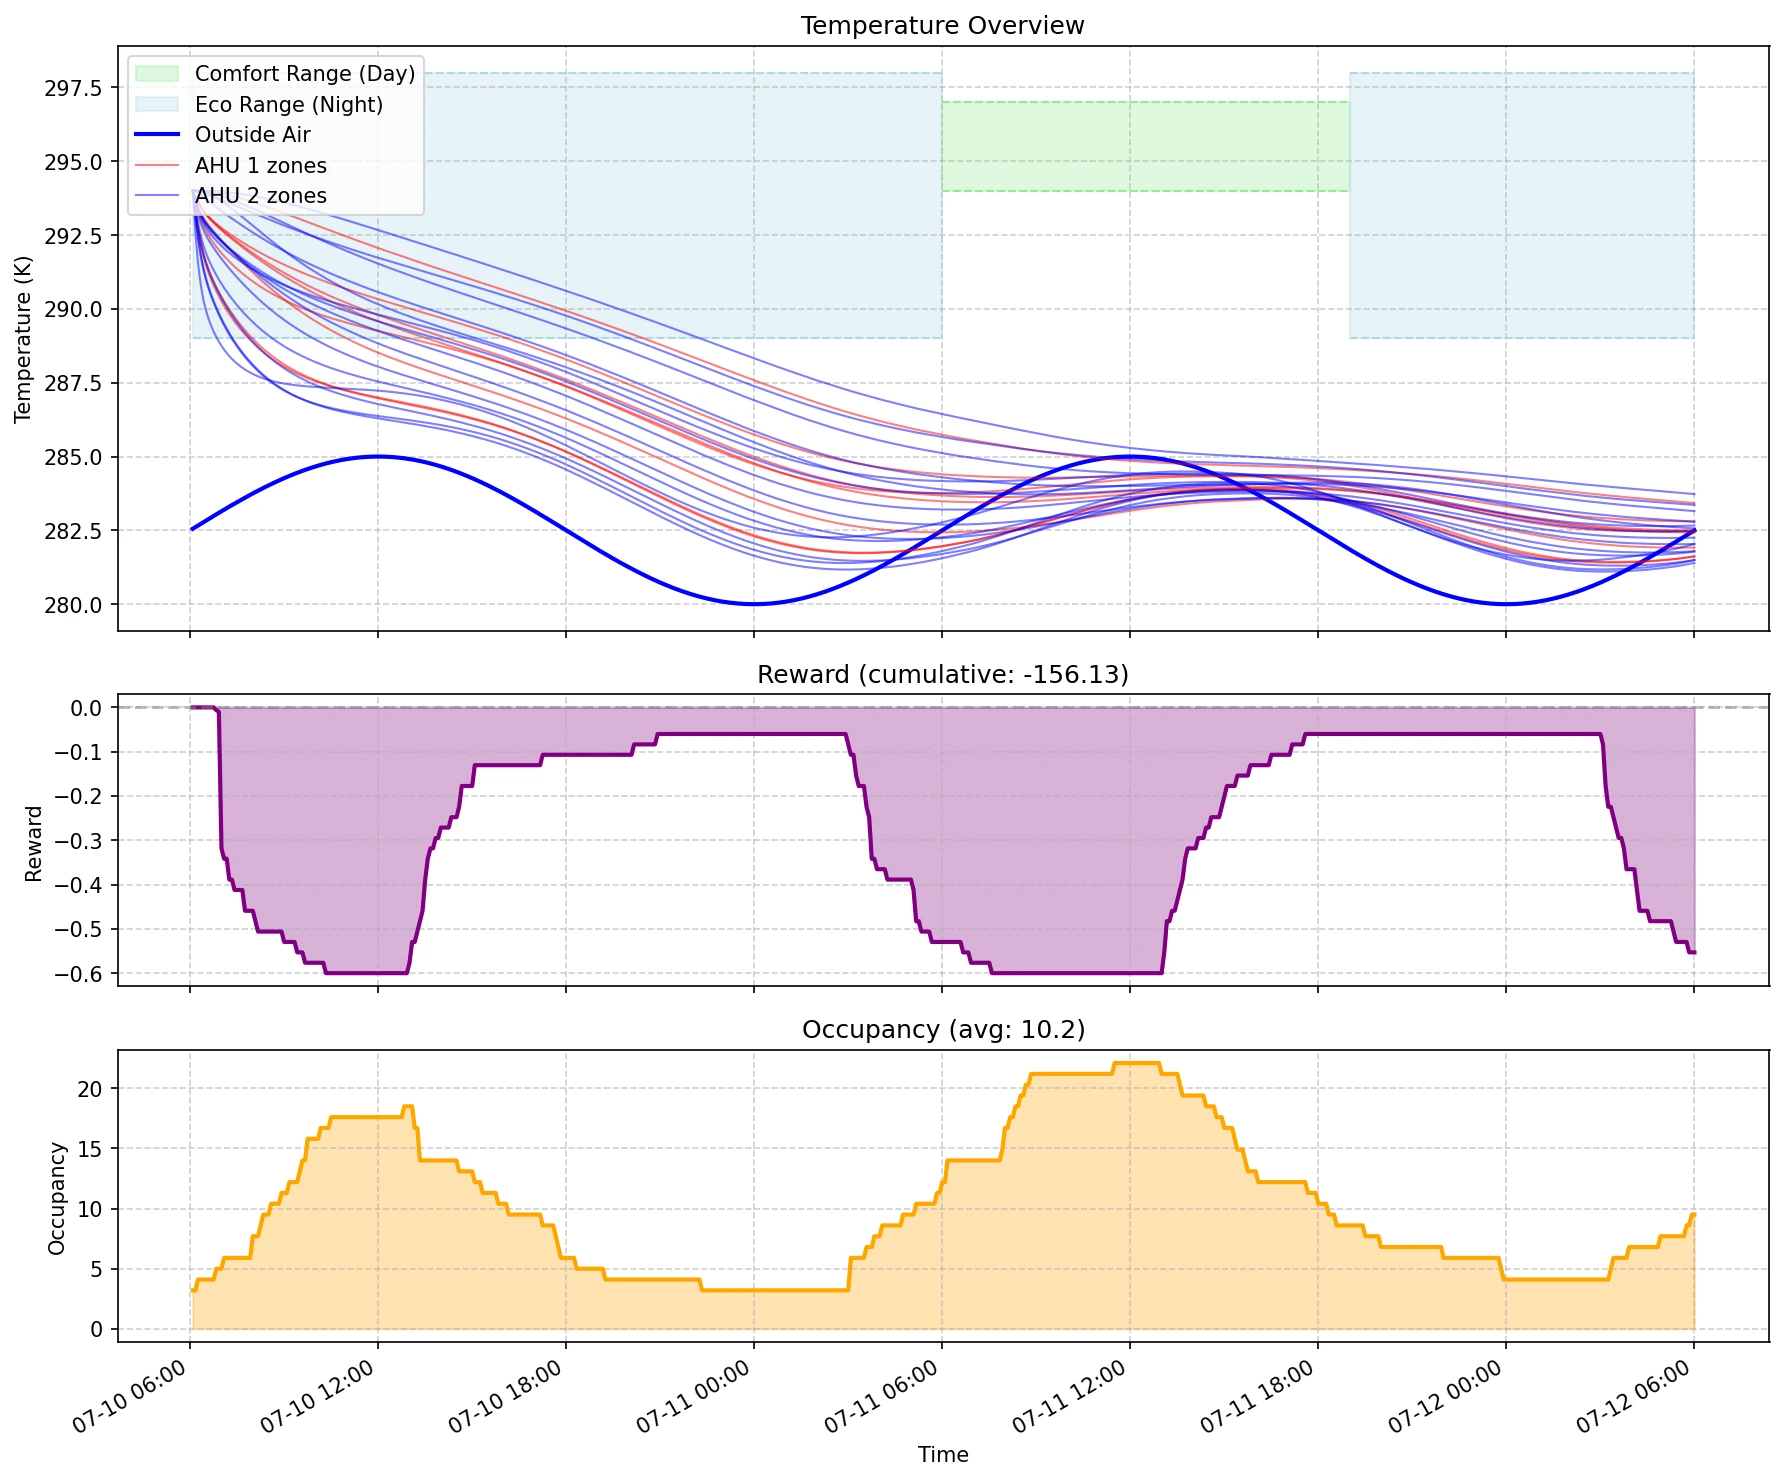 Temperature Overview
Comfort Range (Day)
Eco Range (Night)
Outside Air
AHU 1 zones
AHU 2 zones
297.5
295.0
292.5
290.0
287.5
285.0
282.5
280.0
Temperature (K)
Reward (cumulative: -156.13)
0.0
−0.1
−0.2
−0.3
−0.4
−0.5
−0.6
Reward
Occupancy (avg: 10.2)
20
15
10
5
0
Occupancy
07-10 06:00
07-10 12:00
07-10 18:00
07-11 00:00
07-11 06:00
07-11 12:00
07-11 18:00
07-12 00:00
07-12 06:00
Time